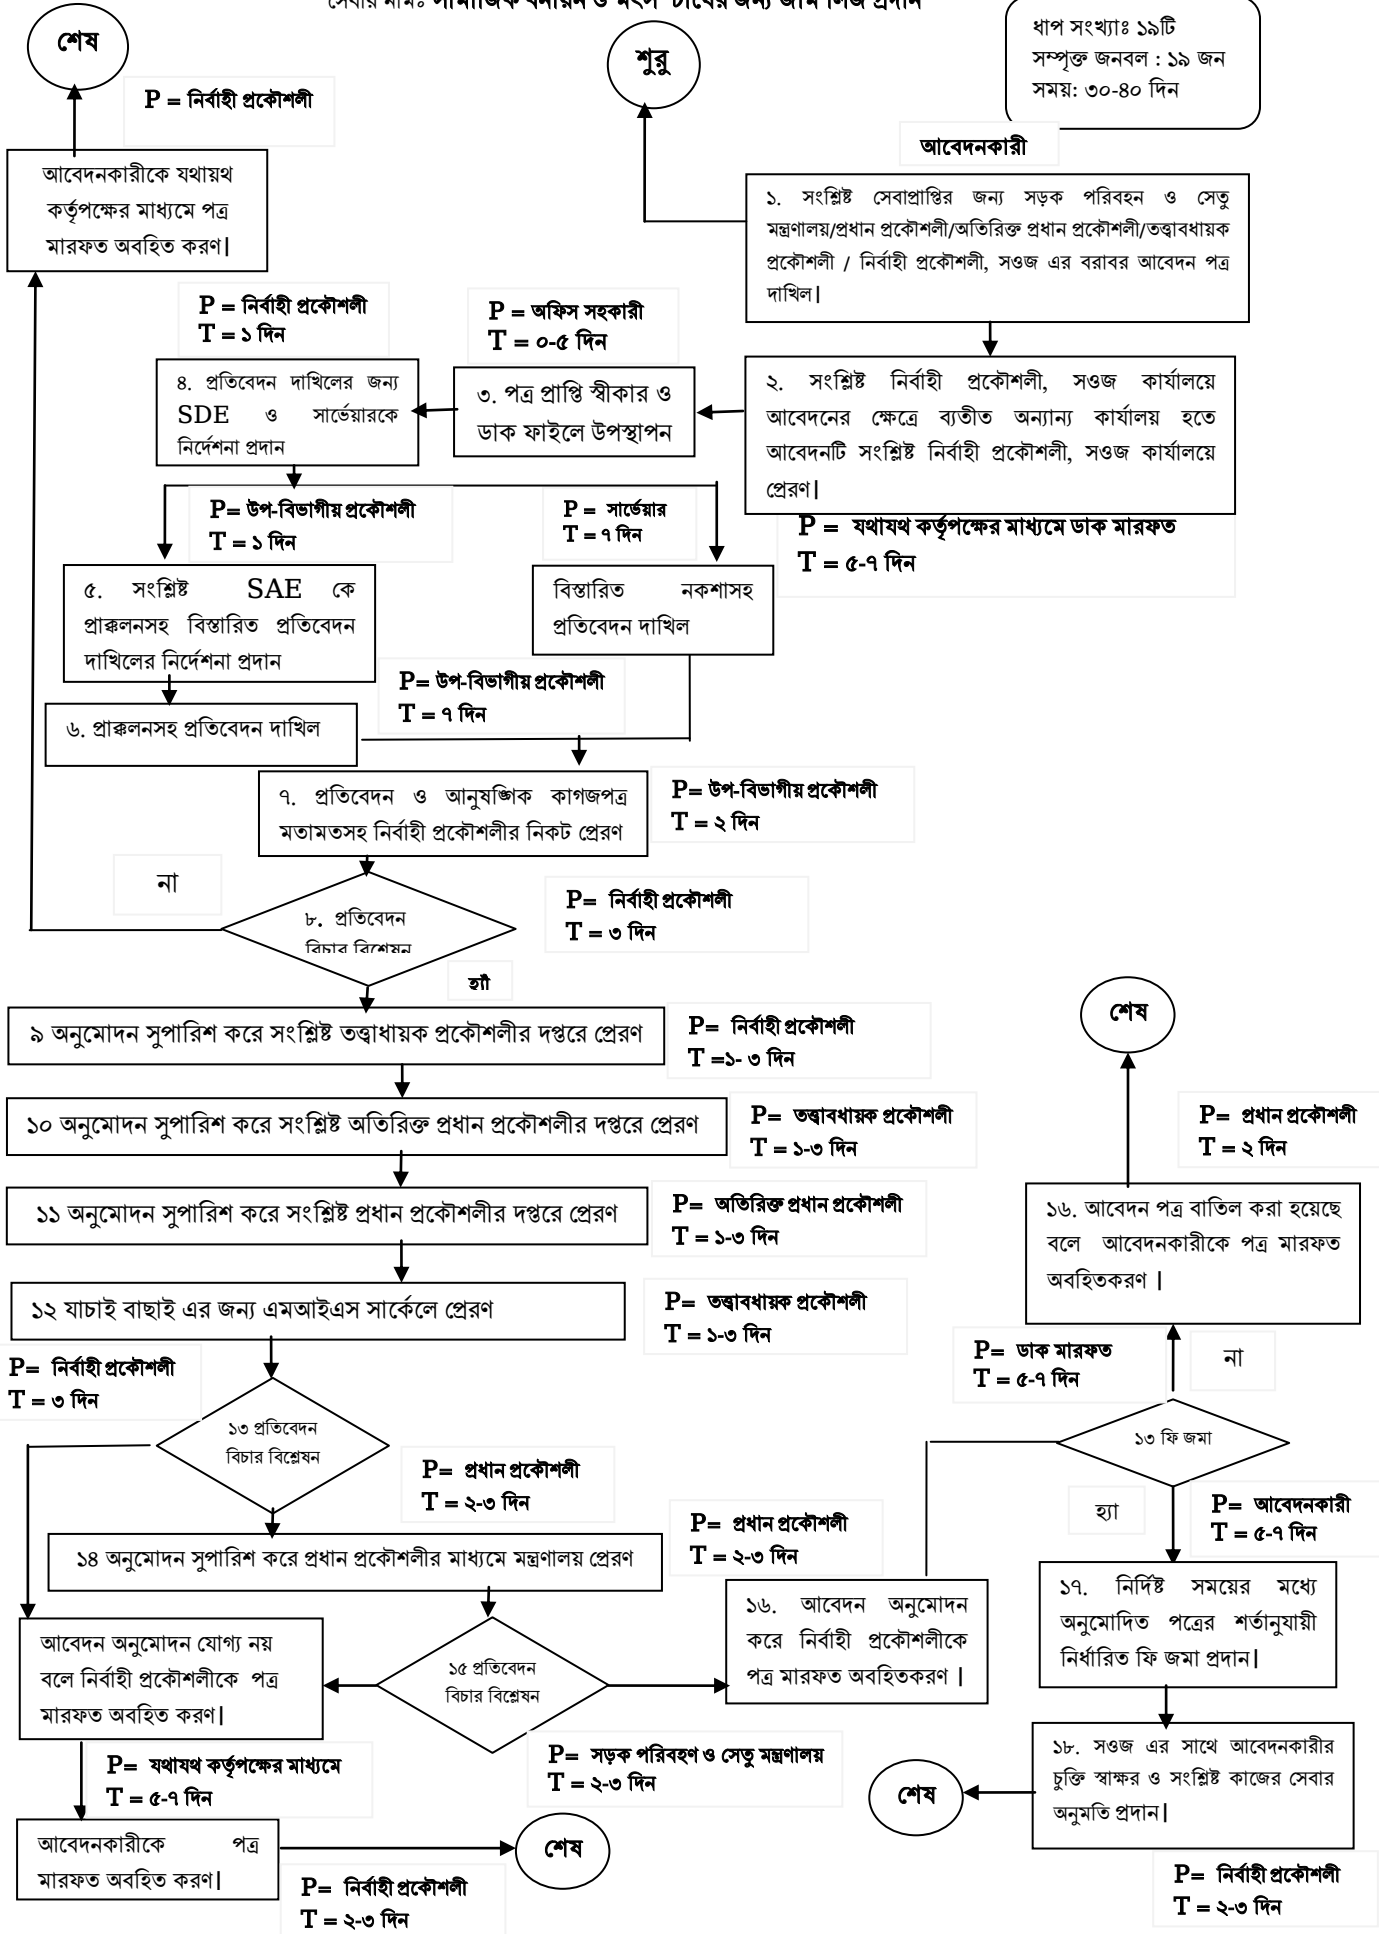 সেবার নামঃ সামাজিক বনায়ন ও মৎস্য চাষের জন্য জমি লিজ প্রদান
শেষ
শুরু
ধাপ সংখ্যাঃ ১৯টি
সম্পৃক্ত জনবল : ১৯ জন
সময়: ৩০-৪০ দিন
P = নির্বাহী প্রকৌশলী
আবেদনকারী
আবেদনকারীকে যথায়থ
কর্তৃপক্ষের মাধ্যমে পত্র
মারফত অবহিত করণ|
১. সংশ্লিষ্ট সেবাপ্রাপ্তির জন্য সড়ক পরিবহন ও সেতু
মন্ত্রণালয়/প্রধান প্রকৌশলী/অতিরিক্ত প্রধান প্রকৌশলী/তত্ত্বাবধায়ক
প্রকৌশলী / নির্বাহী প্রকৌশলী, সওজ এর বরাবর আবেদন পত্র
দাখিল|
P = নির্বাহী প্রকৌশলী
T = ১ দিন
P = অফিস সহকারী
T = ০-৫ দিন
৪. প্রতিবেদন দাখিলের জন্য
SDE ও সার্ভেয়ারকে
নির্দেশনা প্রদান
৩. পত্র প্রাপ্তি স্বীকার ও
ডাক ফাইলে উপস্থাপন
২. সংশ্লিষ্ট নির্বাহী প্রকৌশলী, সওজ কার্যালয়ে
আবেদনের ক্ষেত্রে ব্যতীত অন্যান্য কার্যালয় হতে
আবেদনটি সংশ্লিষ্ট নির্বাহী প্রকৌশলী, সওজ কার্যালয়ে
প্রেরণ|
P= উপ-বিভাগীয় প্রকৌশলী
T = ১ দিন
P = সার্ভেয়ার
T = ৭ দিন
P = যথাযথ কর্তৃপক্ষের মাধ্যমে ডাক মারফত
T = ৫-৭ দিন
৫. সংশ্লিষ্ট SAE কে
প্রাক্কলনসহ বিস্তারিত প্রতিবেদন
দাখিলের নির্দেশনা প্রদান
বিস্তারিত নকশাসহ
প্রতিবেদন দাখিল
P= উপ-বিভাগীয় প্রকৌশলী
T = ৭ দিন
৬. প্রাক্কলনসহ প্রতিবেদন দাখিল
৭. প্রতিবেদন ও আনুষঙ্গিক কাগজপত্র
মতামতসহ নির্বাহী প্রকৌশলীর নিকট প্রেরণ
P= উপ-বিভাগীয় প্রকৌশলী
T = ২ দিন
না
৮. প্রতিবেদন
বিচার বিশ্লেষন
P= নির্বাহী প্রকৌশলী
T = ৩ দিন
হ্যাঁ
৯ অনুমোদন সুপারিশ করে সংশ্লিষ্ট তত্ত্বাধায়ক প্রকৌশলীর দপ্তরে প্রেরণ
P= নির্বাহী প্রকৌশলী
T =১- ৩ দিন
শেষ
১০ অনুমোদন সুপারিশ করে সংশ্লিষ্ট অতিরিক্ত প্রধান প্রকৌশলীর দপ্তরে প্রেরণ
P= তত্ত্বাবধায়ক প্রকৌশলী
T = ১-৩ দিন
P= প্রধান প্রকৌশলী
T = ২ দিন
১১ অনুমোদন সুপারিশ করে সংশ্লিষ্ট প্রধান প্রকৌশলীর দপ্তরে প্রেরণ
P= অতিরিক্ত প্রধান প্রকৌশলী
T = ১-৩ দিন
১৬. আবেদন পত্র বাতিল করা হয়েছে
বলে আবেদনকারীকে পত্র মারফত
অবহিতকরণ |
১২ যাচাই বাছাই এর জন্য এমআইএস সার্কেলে প্রেরণ
P= তত্ত্বাবধায়ক প্রকৌশলী
T = ১-৩ দিন
P= ডাক মারফত
T = ৫-৭ দিন
না
P= নির্বাহী প্রকৌশলী
T = ৩ দিন
১৩ প্রতিবেদন
বিচার বিশ্লেষন
১৩ ফি জমা
P= প্রধান প্রকৌশলী
T = ২-৩ দিন
হ্যা
P= আবেদনকারী
T = ৫-৭ দিন
P= প্রধান প্রকৌশলী
T = ২-৩ দিন
১৪ অনুমোদন সুপারিশ করে প্রধান প্রকৌশলীর মাধ্যমে মন্ত্রণালয় প্রেরণ
১৬. আবেদন অনুমোদন
করে নির্বাহী প্রকৌশলীকে
পত্র মারফত অবহিতকরণ |
১৭. নির্দিষ্ট সময়ের মধ্যে
অনুমোদিত পত্রের শর্তানুযায়ী
নির্ধারিত ফি জমা প্রদান|
আবেদন অনুমোদন যোগ্য নয়
বলে নির্বাহী প্রকৌশলীকে পত্র
মারফত অবহিত করণ|
১৫ প্রতিবেদন
বিচার বিশ্লেষন
P= যথাযথ কর্তৃপক্ষের মাধ্যমে
T = ৫-৭ দিন
P= সড়ক পরিবহণ ও সেতু মন্ত্রণালয়
T = ২-৩ দিন
শেষ
১৮. সওজ এর সাথে আবেদনকারীর
চুক্তি স্বাক্ষর ও সংশ্লিষ্ট কাজের সেবার
অনুমতি প্রদান|
আবেদনকারীকে পত্র
মারফত অবহিত করণ|
শেষ
P= নির্বাহী প্রকৌশলী
T = ২-৩ দিন
P= নির্বাহী প্রকৌশলী
T = ২-৩ দিন